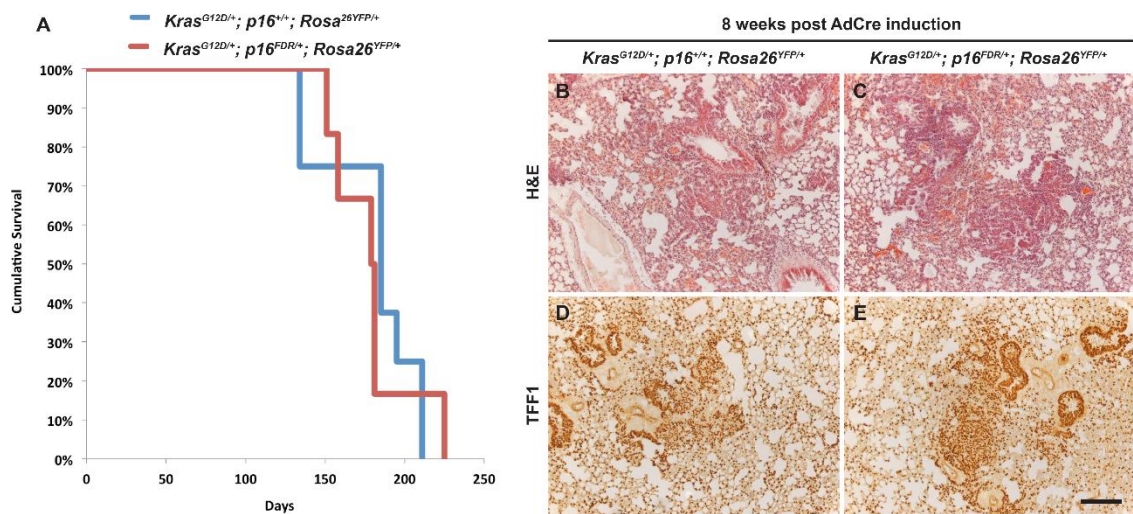 A
Kras^G12D/+; p16^+/+; Rosa^26YFP/+
Kras^G12D/+; p16^FDR/+; Rosa26^YFP/+
100%
90%
80%
70%
60%
50%
40%
30%
20%
10%
0%
Cumulative Survival
0 50 100 150 200 250
Days
8 weeks post AdCre induction
Kras^G12D/+; p16^+/+; Rosa26^YFP/+ Kras^G12D/+; p16^FDR/+; Rosa26^YFP/+
H&E
B C
TFF1
D E